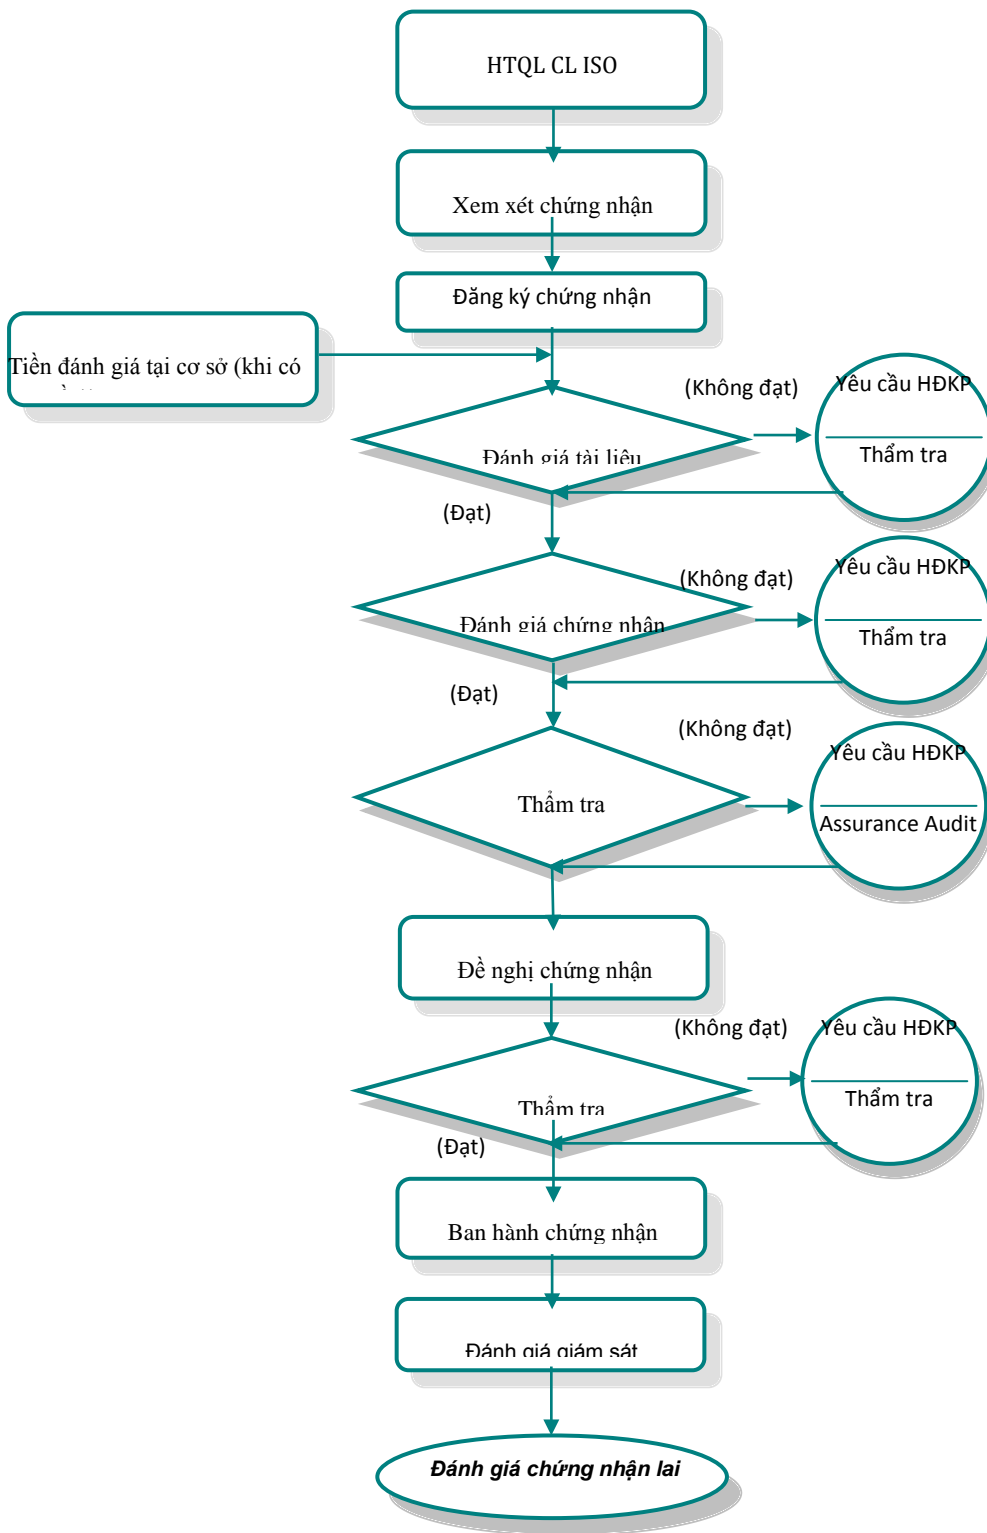 HTQL CL ISO
Xem xét chứng nhận
Đăng ký chứng nhận
Tiền đánh giá tại cơ sở (khi có
(Không đạt)
Yêu cầu HĐKP
Đánh giá tài liệu
Thẩm tra
(Đạt)
(Không đạt)
Yêu cầu HĐKP
Đánh giá chứng nhận
Thẩm tra
(Đạt)
(Không đạt)
Yêu cầu HĐKP
Thẩm tra
Assurance Audit
Đề nghị chứng nhận
(Không đạt)
Yêu cầu HĐKP
Thẩm tra
Thẩm tra
(Đạt)
Ban hành chứng nhận
Đánh giá giám sát
Đánh giá chứng nhận lai